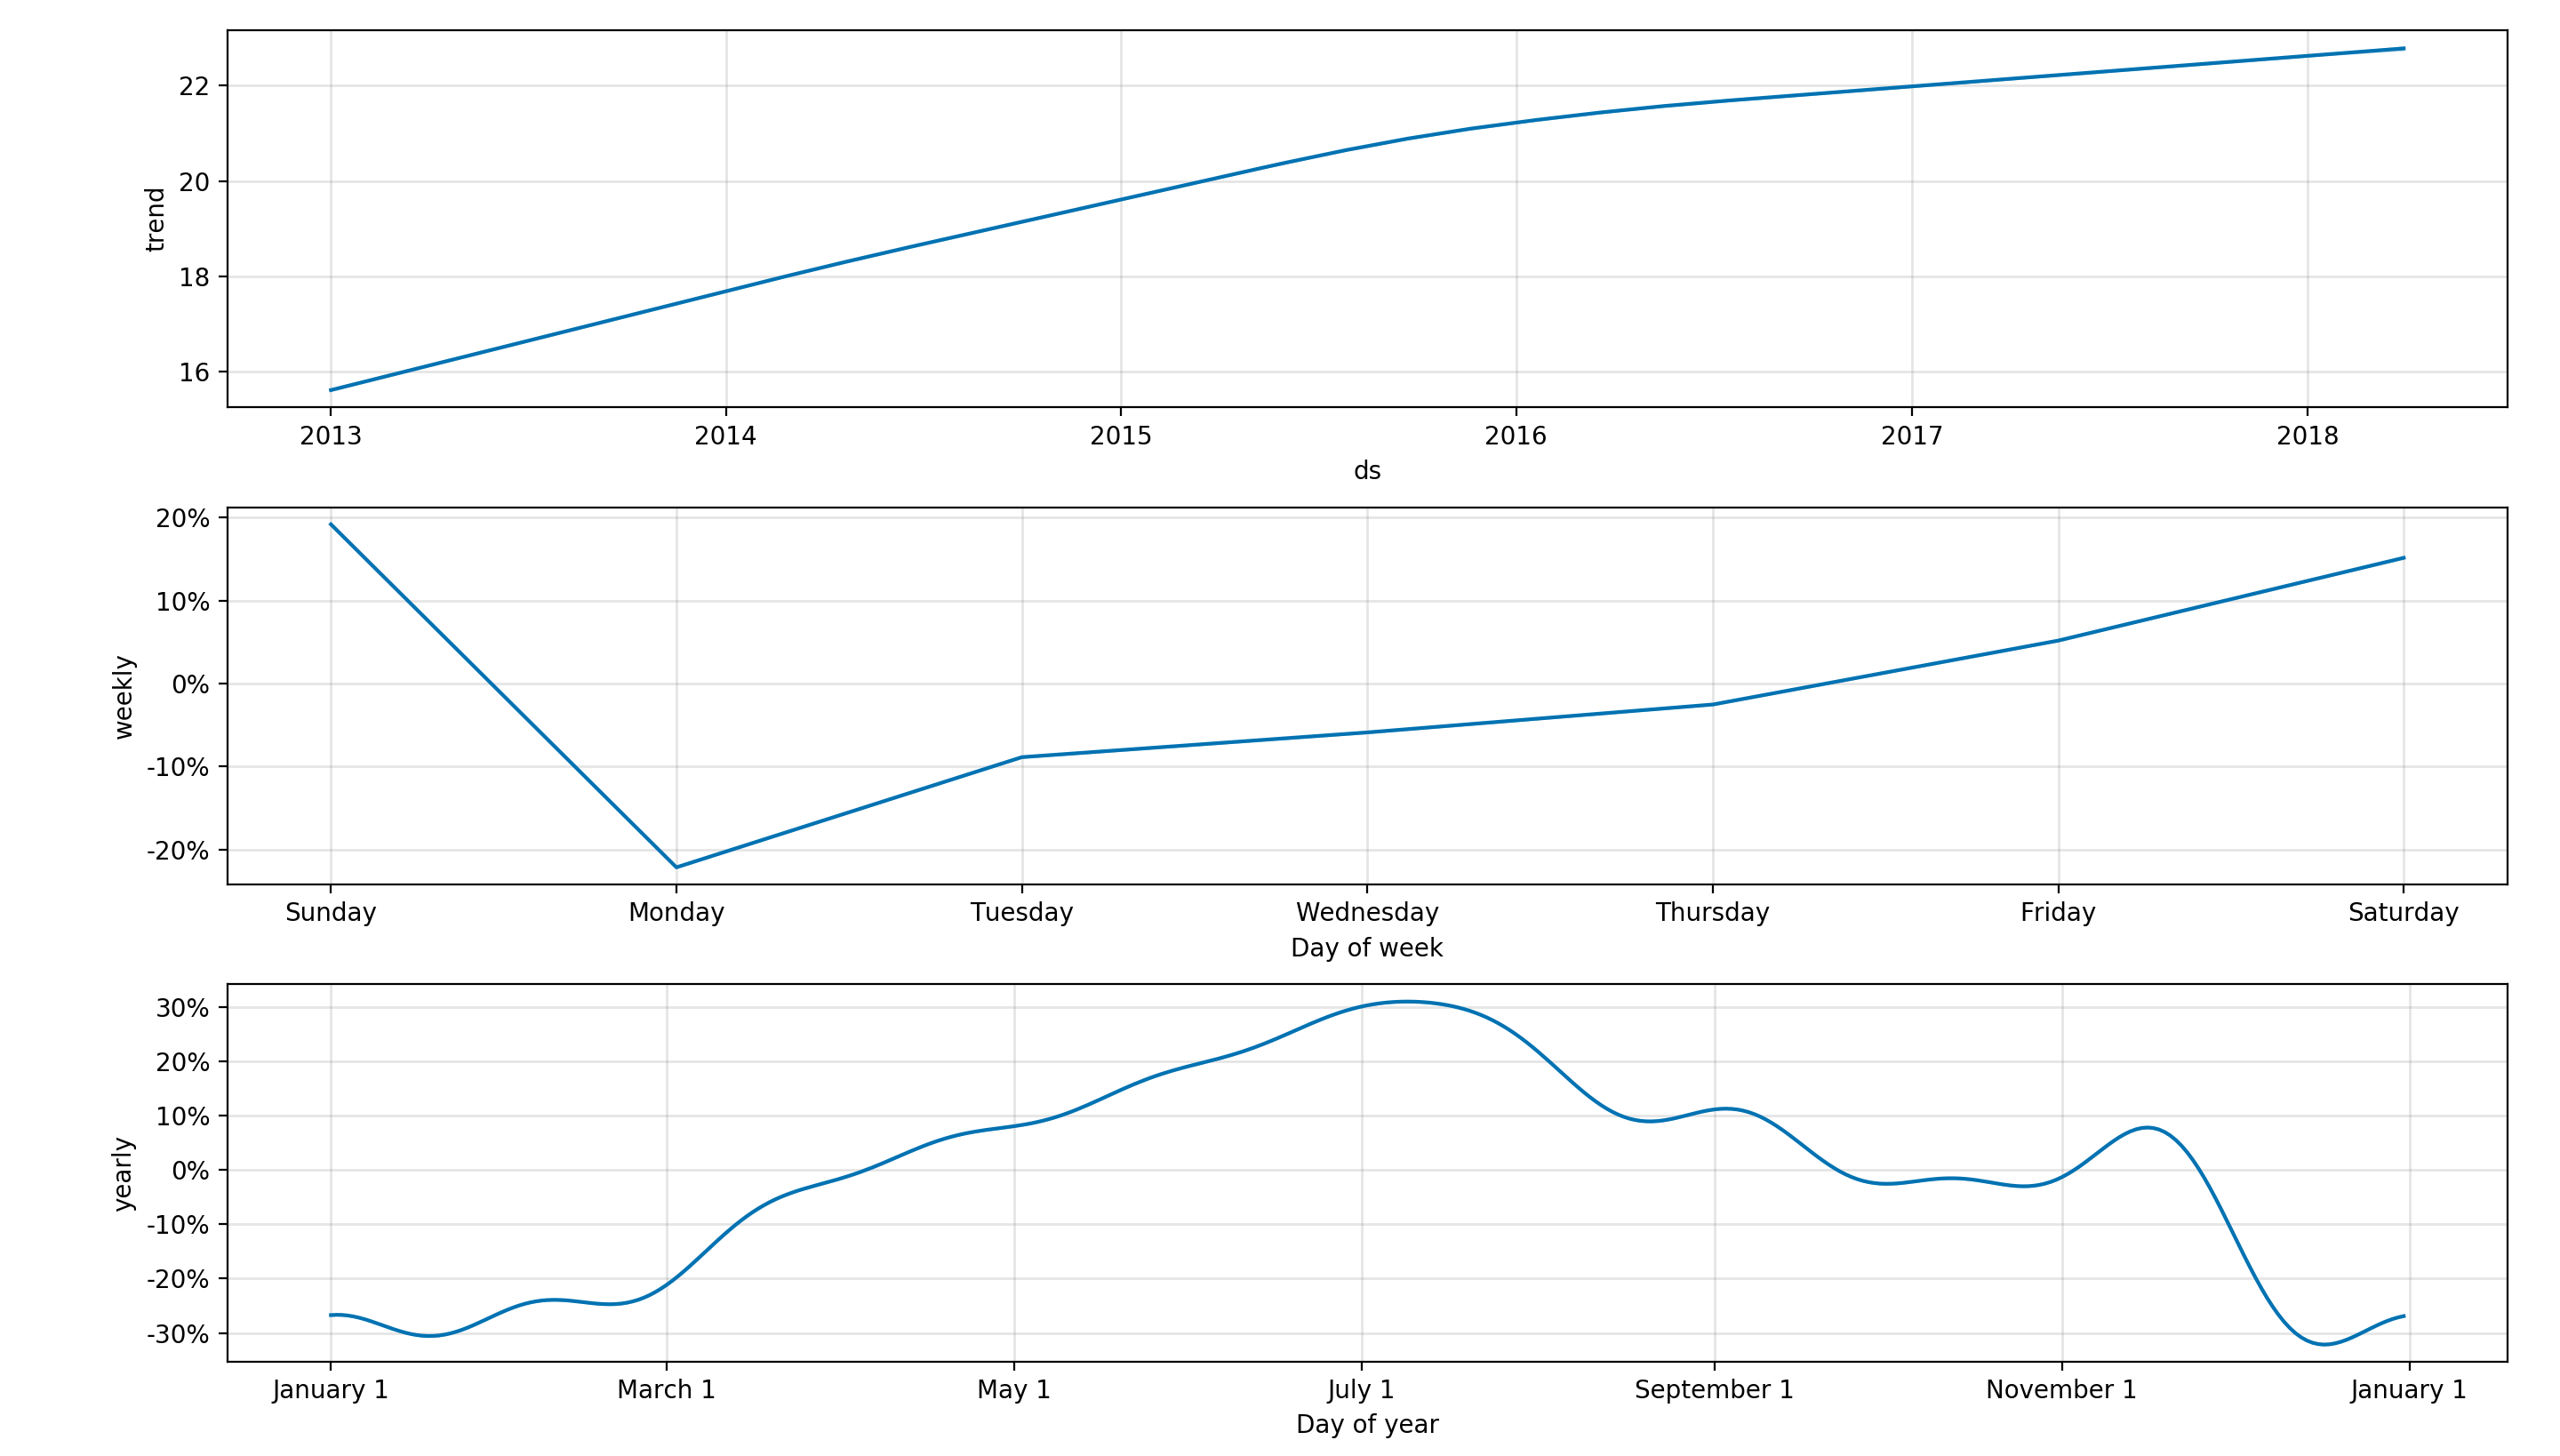 22
20
18
16
trend
2013 2014 2015 2016 2017 2018
ds
20%
10%
0%
-10%
-20%
weekly
Sunday Monday Tuesday Wednesday Thursday Friday Saturday
Day of week
30%
20%
10%
0%
-10%
-20%
-30%
yearly
January 1 March 1 May 1 July 1 September 1 November 1 January 1
Day of year